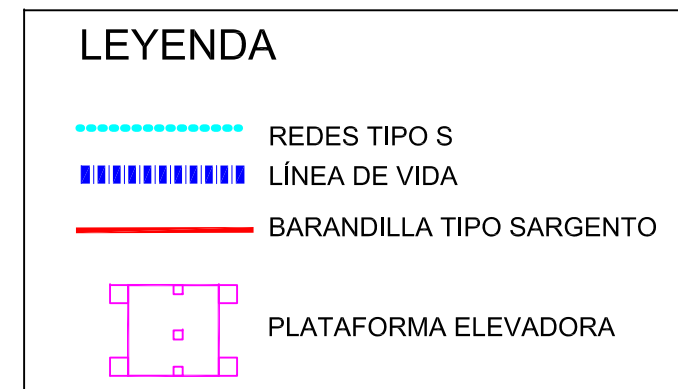 LEYENDA
REDES TIPO S
LÍNEA DE VIDA
BARANDILLA TIPO SARGENTO
PLATAFORMA ELEVADORA